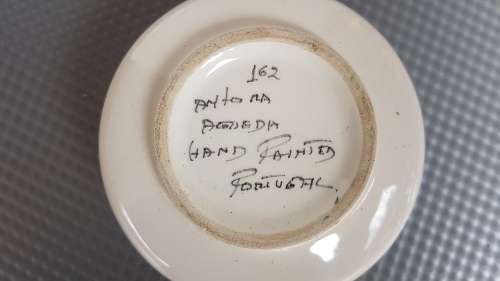 162
ANTORA
AGUEDA
HAND PAINTED
PORTUGAL